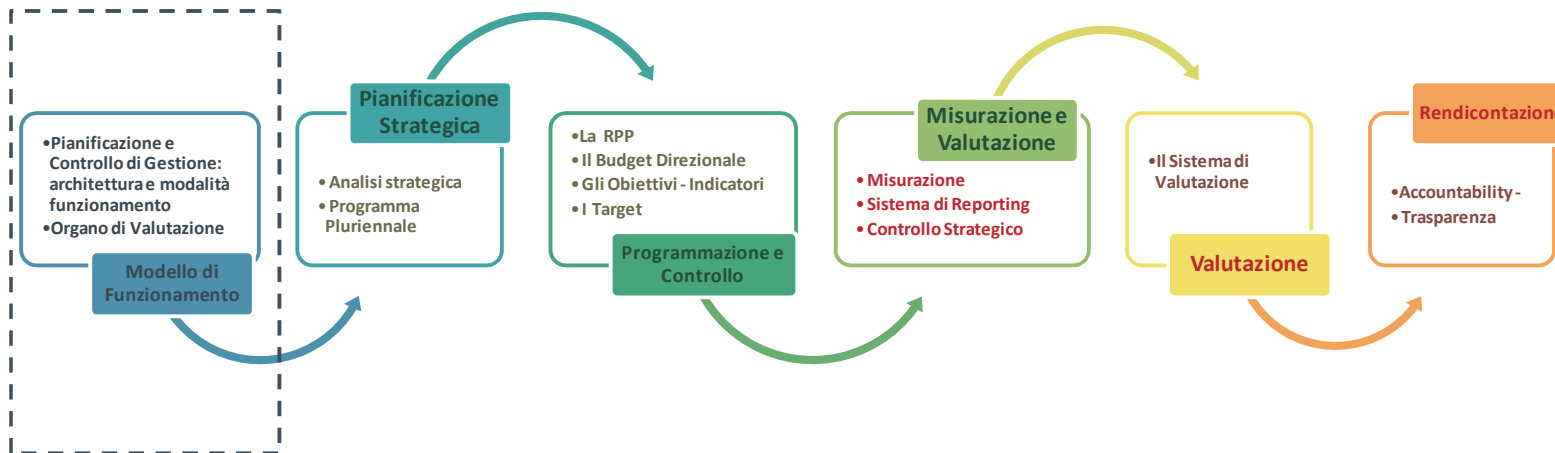 •Pianificazione e
Controllo di Gestione:
architettura e modalità
funzionamento
•Organo di Valutazione
Modello di
Funzionamento
Pianificazione
Strategica
• Analisi strategica
• Programma
Pluriennale
•La RPP
•Il Budget Direzionale
•Gli Obiettivi - Indicatori
•I Target
Programmazione e
Controllo
Misurazione e
Valutazione
• Misurazione
• Sistema di Reporting
• Controllo Strategico
•Il Sistema di
Valutazione
Valutazione
Rendicontazion
•Accountability -
• Trasparenza